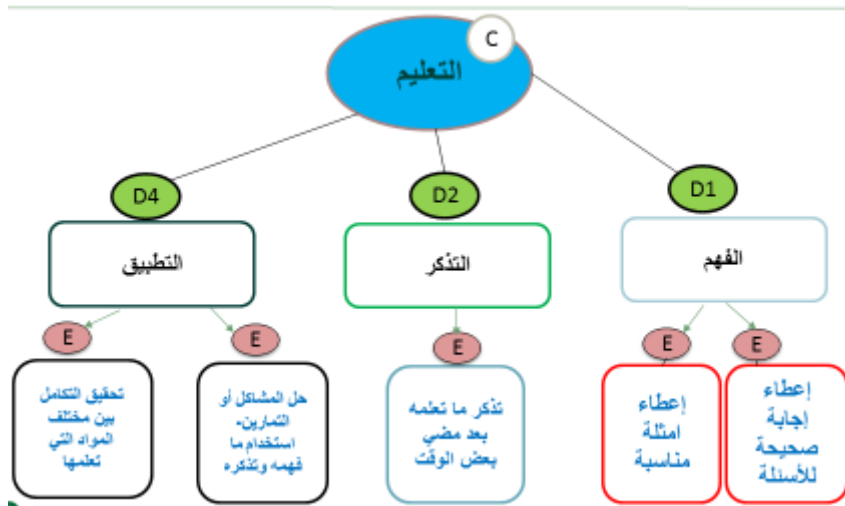 C
التعليم
D1
D2
D4
الفهم
التذكر
التطبيق
E
E
E
E
E
إعطاء
إجابة
صحيحة
للأسئلة
إعطاء
امثلة
مناسبة
تذكر ما تعلمه
بعد مضي
بعض الوقت
حل المشاكل أو
التمارين-
استخدام ما
فهمه وتذكره
تحقيق التكامل
بين مختلف
المواد التي
تعلمها